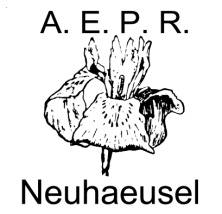 A. E. P. R.
Neuhaeusel